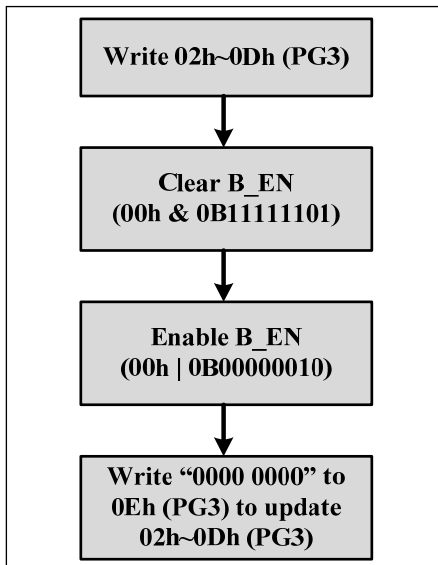 Write 02h~0Dh (PG3)
Clear B_EN
(00h & 0B11111101)
Enable B_EN
(00h | 0B00000010)
Write “0000 0000” to
0Eh (PG3) to update
02h~0Dh (PG3)